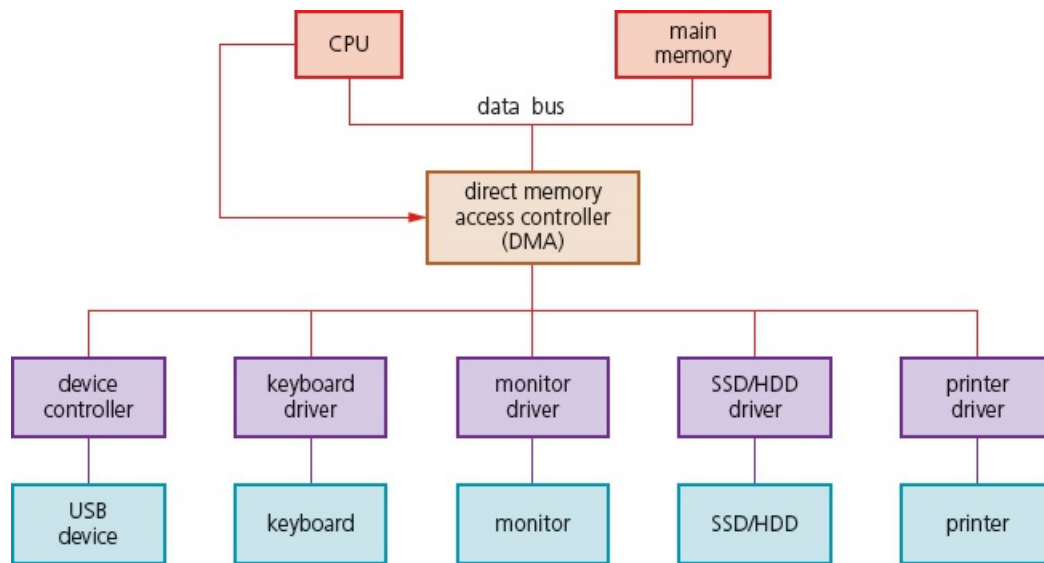 CPU
main
memory
data bus
direct memory
access controller
(DMA)
device
controller
keyboard
driver
monitor
driver
SSD/HDD
driver
printer
driver
USB
device
keyboard
monitor
SSD/HDD
printer